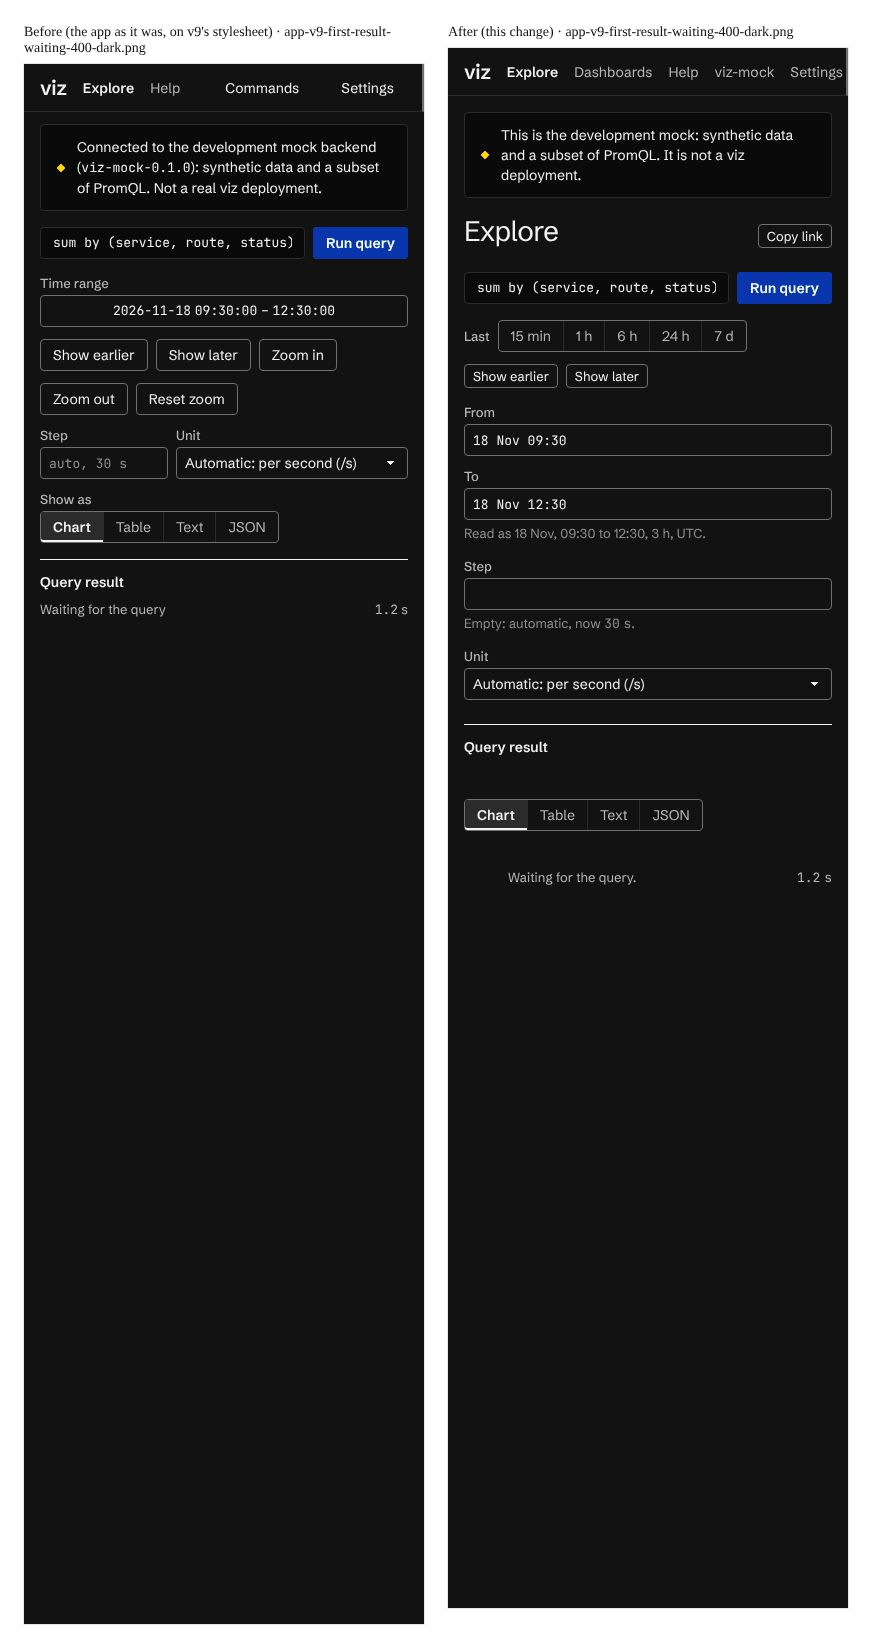 Before (the app as it was, on v9's stylesheet) · app-v9-first-result-
waiting-400-dark.png
viz Explore Help Commands Settings
Connected to the development mock backend
(viz-mock-0.1.0): synthetic data and a subset
of PromQL. Not a real viz deployment.
sum by (service, route, status) Run query
Time range
2026-11-18 09:30:00 – 12:30:00
Show earlier Show later Zoom in
Zoom out Reset zoom
Step Unit
auto, 30 s Automatic: per second (/s)
Show as
Chart Table Text JSON
Query result
Waiting for the query 1.2 s
After (this change) · app-v9-first-result-waiting-400-dark.png
viz Explore Dashboards Help viz-mock Settings
This is the development mock: synthetic data
and a subset of PromQL. It is not a viz
deployment.
Explore Copy link
sum by (service, route, status) Run query
Last 15 min 1 h 6 h 24 h 7 d
Show earlier Show later
From
18 Nov 09:30
To
18 Nov 12:30
Read as 18 Nov, 09:30 to 12:30, 3 h, UTC.
Step
Empty: automatic, now 30 s.
Unit
Automatic: per second (/s)
Query result
Chart Table Text JSON
Waiting for the query. 1.2 s